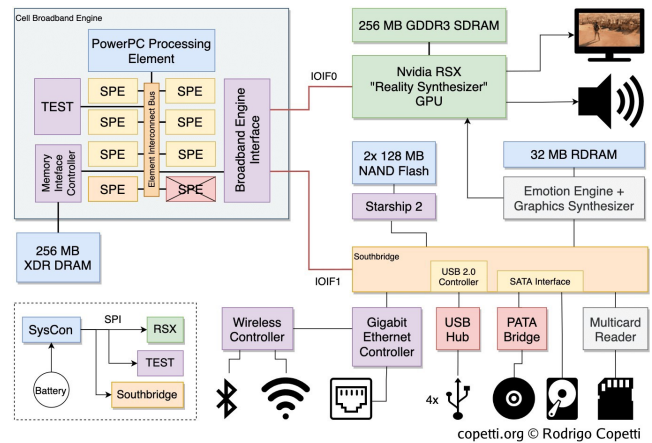 Cell Broadband Engine
PowerPC Processing
Element
TEST
SPE
SPE
SPE
SPE
SPE
SPE
SPE
SPE
Element Interconnect Bus
Broadband Engine
Interface
Memory
Inteface
Controller
256 MB
XDR DRAM
IOIF0
IOIF1
256 MB GDDR3 SDRAM
Nvidia RSX
"Reality Synthesizer"
GPU
2x 128 MB
NAND Flash
Starship 2
32 MB RDRAM
Emotion Engine +
Graphics Synthesizer
Southbridge
USB 2.0
Controller
SATA Interface
SysCon
SPI
RSX
TEST
Southbridge
Battery
Wireless
Controller
Gigabit
Ethernet
Controller
USB
Hub
PATA
Bridge
Multicard
Reader
4x
copetti.org © Rodrigo Copetti